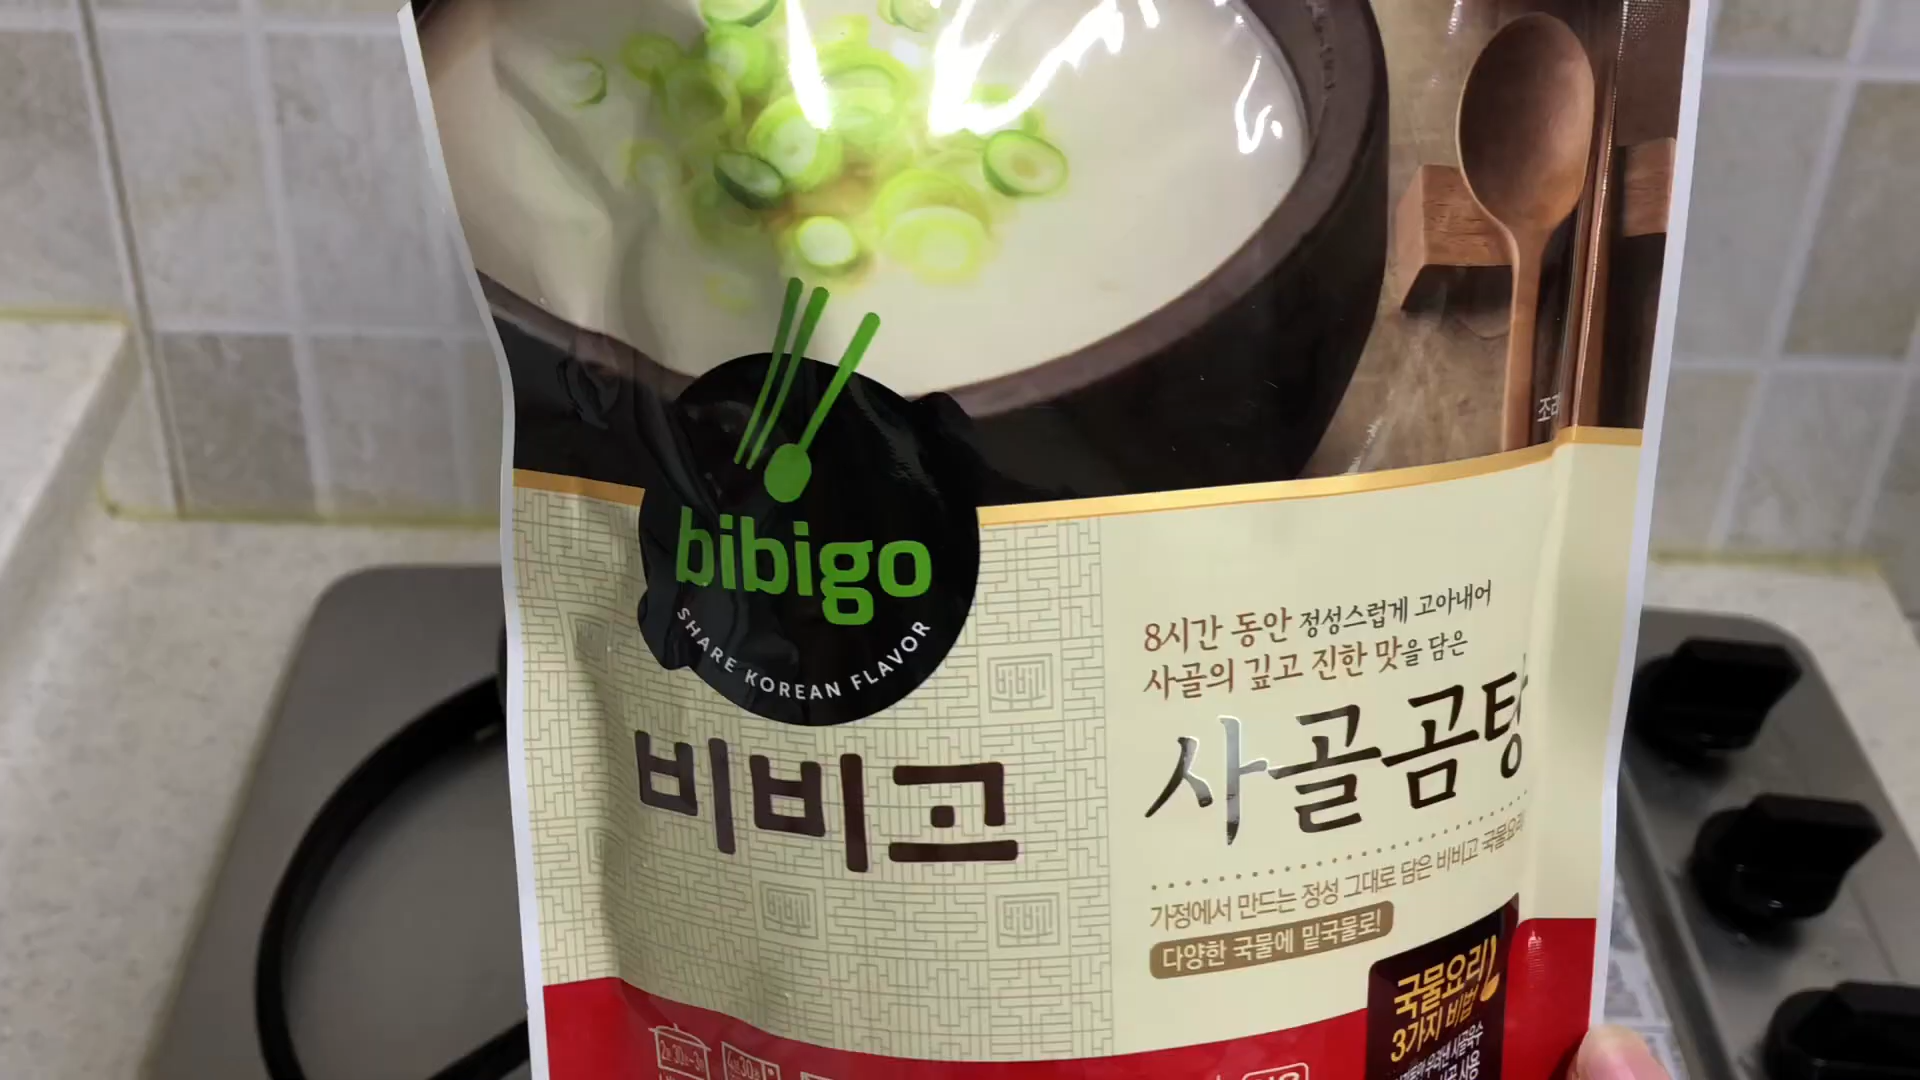 bibigo
SHARE KOREAN FLAVOR
비비고
8시간 동안 정성스럽게 고아내어
사골의 깊고 진한 맛을 담은
사골곰탕
가정에서 만드는 정성 그대로 담은 비비고 국물요리
다양한 국물에 밑국물로!
국물요리
3가지 비법